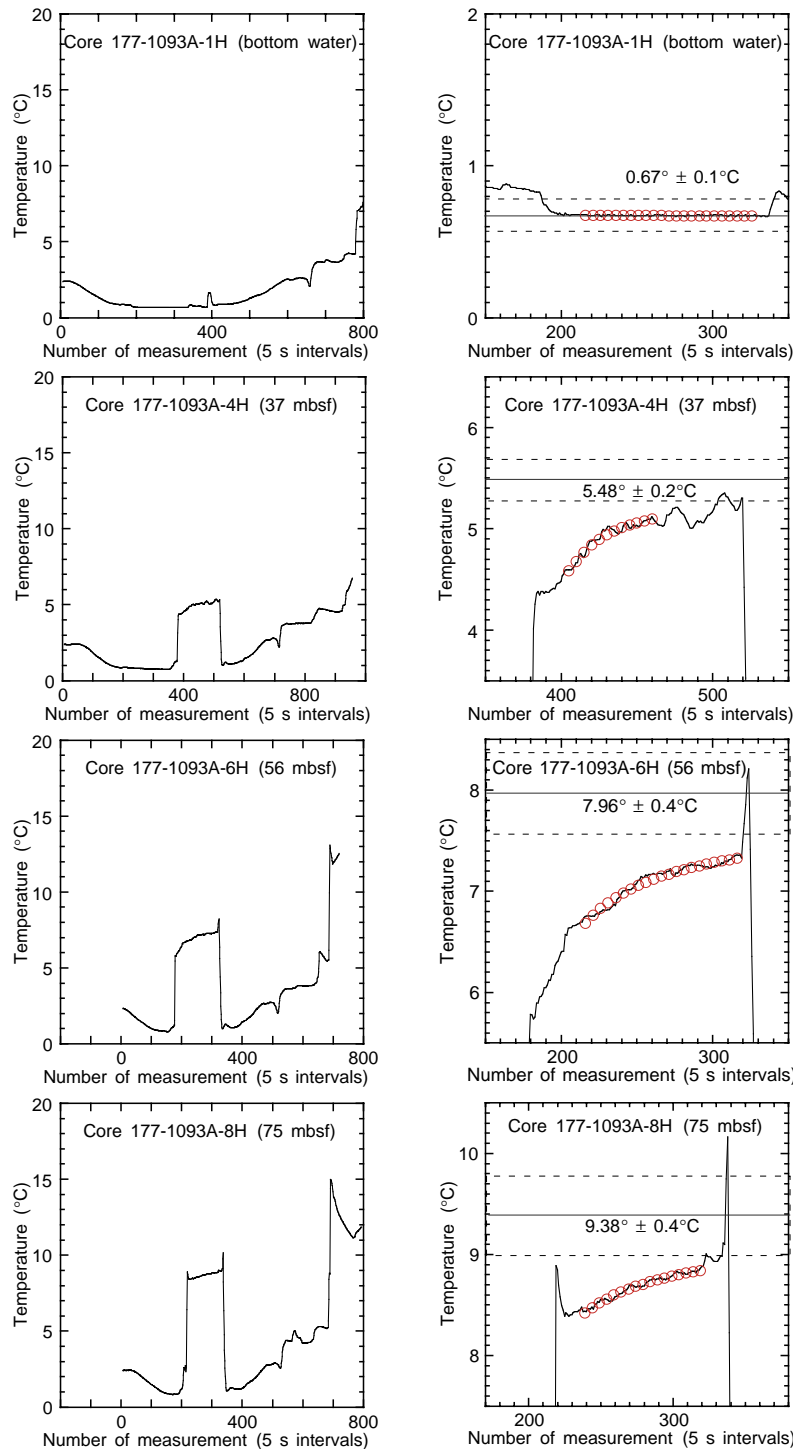 Core 177-1093A-1H (bottom water)
Temperature (°C)
20
15
10
5
0
0
400
800
Number of measurement (5 s intervals)
Core 177-1093A-1H (bottom water)
Temperature (°C)
2
1
0
0.67° ± 0.1°C
200
300
Number of measurement (5 s intervals)
Core 177-1093A-4H (37 mbsf)
Temperature (°C)
20
15
10
5
0
0
400
800
Number of measurement (5 s intervals)
Core 177-1093A-4H (37 mbsf)
Temperature (°C)
6
5
4
5.48° ± 0.2°C
400
500
Number of measurement (5 s intervals)
Core 177-1093A-6H (56 mbsf)
Temperature (°C)
20
15
10
5
0
0
400
800
Number of measurement (5 s intervals)
Core 177-1093A-6H (56 mbsf)
Temperature (°C)
8
7
6
7.96° ± 0.4°C
200
300
Number of measurement (5 s intervals)
Core 177-1093A-8H (75 mbsf)
Temperature (°C)
20
15
10
5
0
0
400
800
Number of measurement (5 s intervals)
Core 177-1093A-8H (75 mbsf)
Temperature (°C)
10
9
8
9.38° ± 0.4°C
200
300
Number of measurement (5 s intervals)